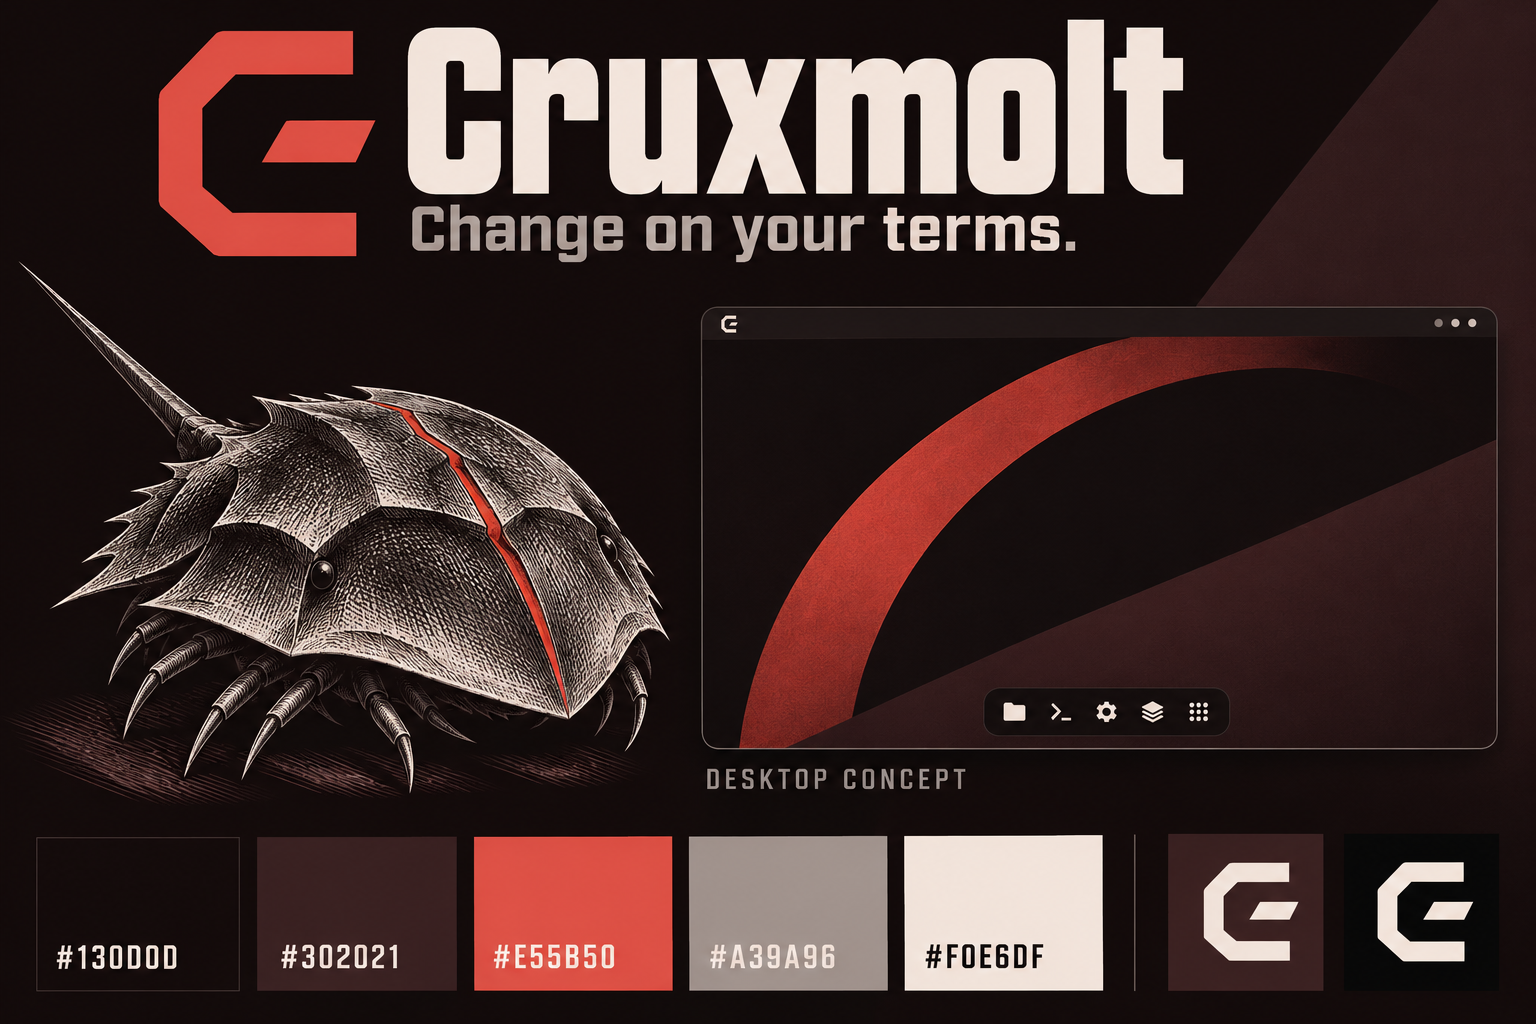 Cruxmolt
Change on your terms.
DESKTOP CONCEPT
#130D0D
#302021
#E55B50
#A39A96
#F0E6DF